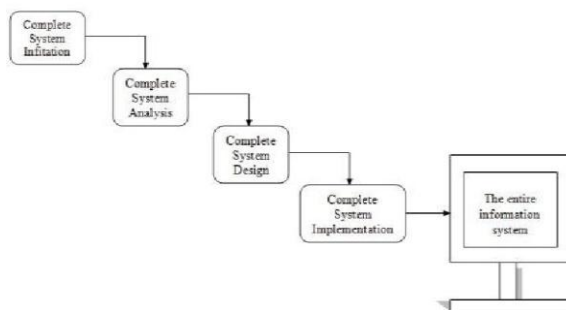 Complete
System
Infitation
Complete
System
Analysis
Complete
System
Design
Complete
System
Implementation
The entire
information
system